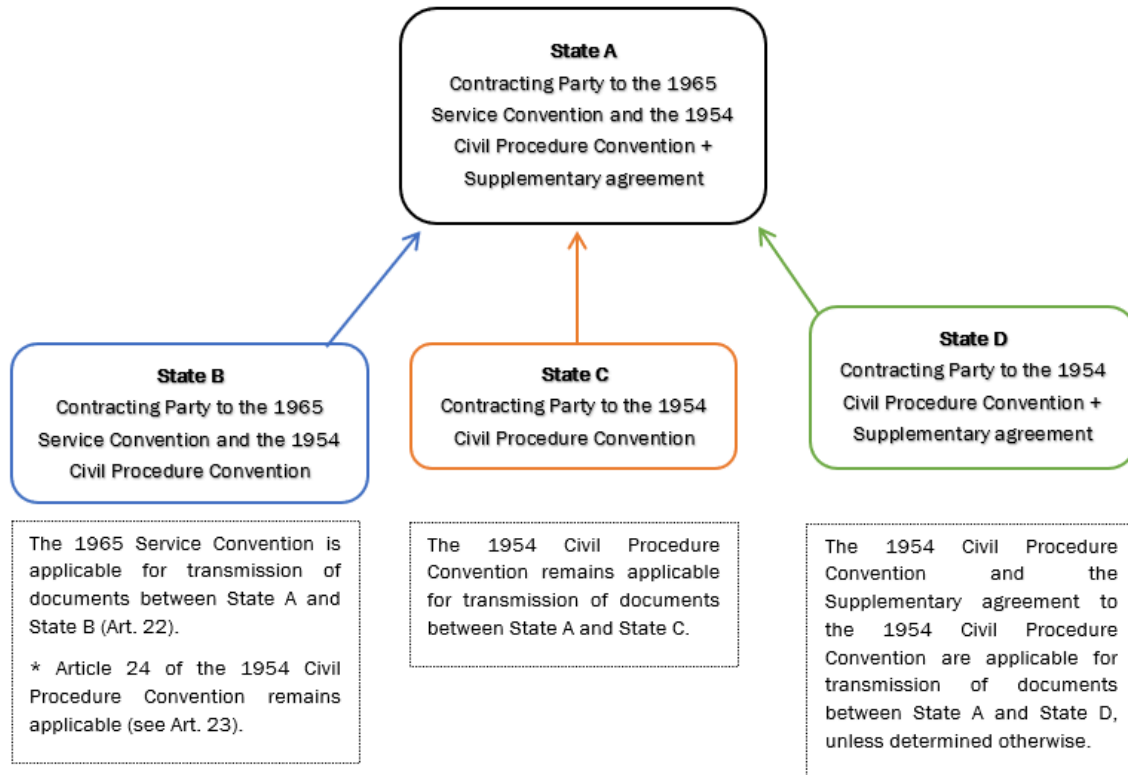 State A
Contracting Party to the 1965
Service Convention and the 1954
Civil Procedure Convention +
Supplementary agreement
State B
Contracting Party to the 1965
Service Convention and the 1954
Civil Procedure Convention
State C
Contracting Party to the 1954
Civil Procedure Convention
State D
Contracting Party to the 1954
Civil Procedure Convention +
Supplementary agreement
The 1965 Service Convention is
applicable for transmission of
documents between State A and
State B (Art. 22).
* Article 24 of the 1954 Civil
Procedure Convention remains
applicable (see Art. 23).
The 1954 Civil Procedure
Convention remains applicable
for transmission of documents
between State A and State C.
The 1954 Civil Procedure
Convention and the
Supplementary agreement to
the 1954 Civil Procedure
Convention are applicable for
transmission of documents
between State A and State D,
unless determined otherwise.